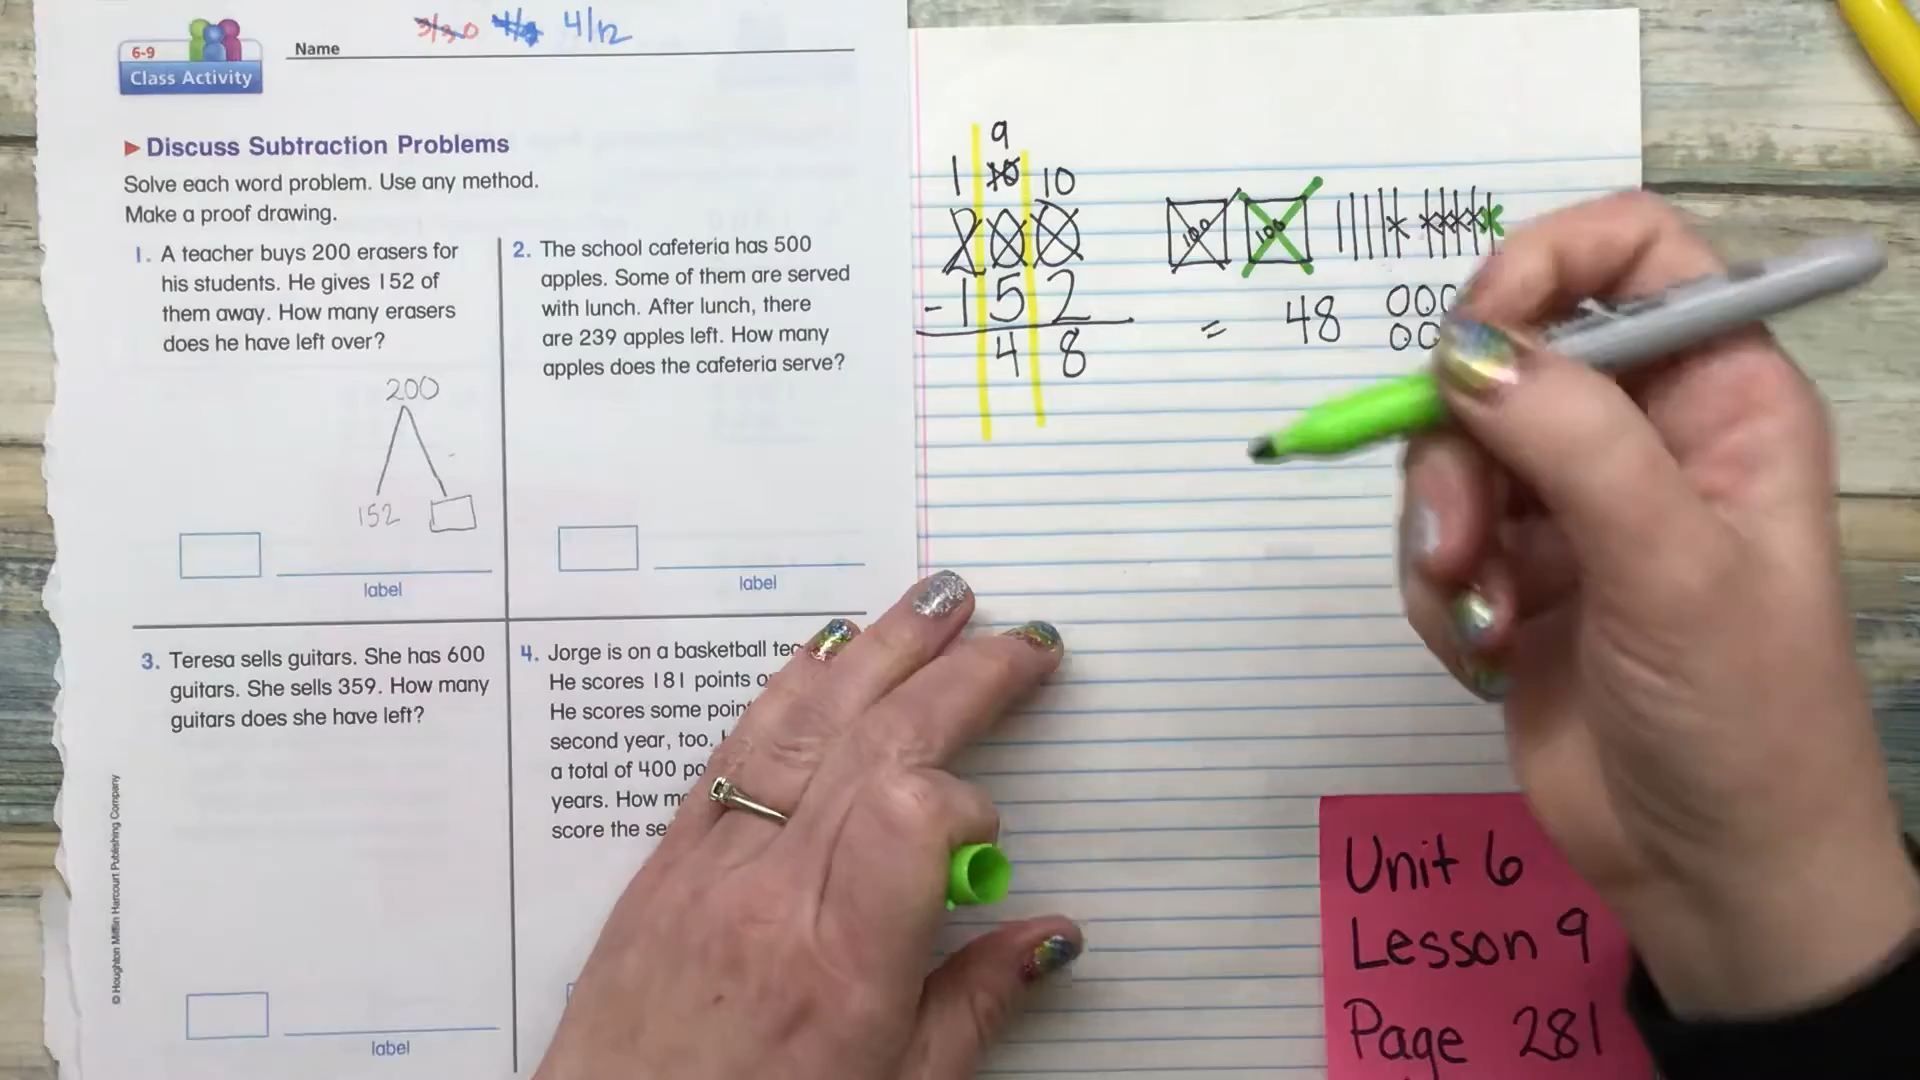 6-9
Class Activity
Name
3/30 4/9 4/12
Discuss Subtraction Problems
Solve each word problem. Use any method.
Make a proof drawing.
1. A teacher buys 200 erasers for
his students. He gives 152 of
them away. How many erasers
does he have left over?
200
152
label
2. The school cafeteria has 500
apples. Some of them are served
with lunch. After lunch, there
are 239 apples left. How many
apples does the cafeteria serve?
label
3. Teresa sells guitars. She has 600
guitars. She sells 359. How many
guitars does she have left?
label
4. Jorge is on a basketball
He scores 181 points
He scores some
second year, too.
a total of 400
years. How
score the
© Houghton Mifflin Harcourt Publishing Company
9
1 10 10
200
- 152
48
100 100
= 48
Unit 6
Lesson 9
Page 281